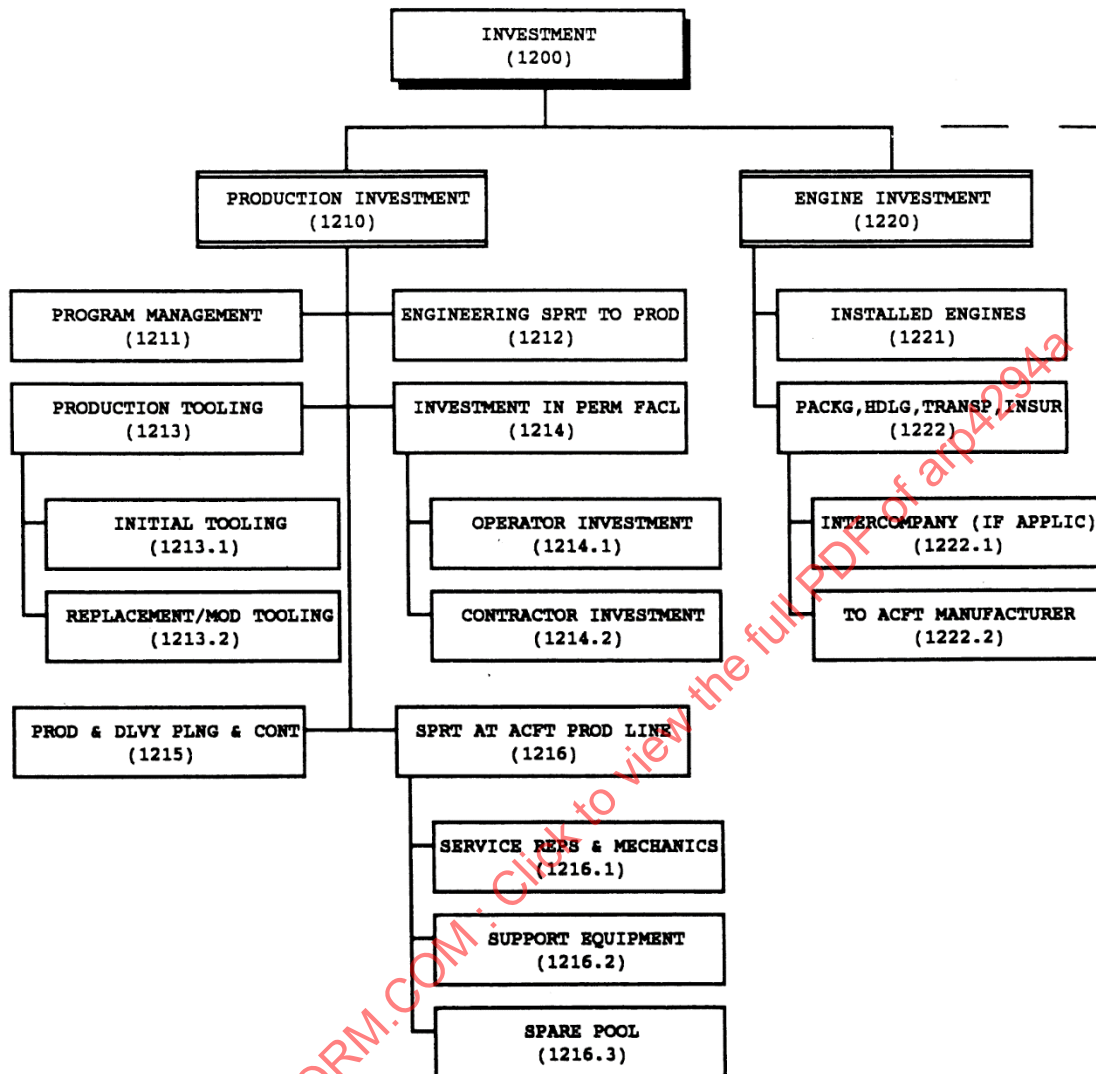 INVESTMENT
(1200)
PRODUCTION INVESTMENT
(1210)
ENGINE INVESTMENT
(1220)
PROGRAM MANAGEMENT
(1211)
ENGINEERING SPRT TO PROD
(1212)
INSTALLED ENGINES
(1221)
PRODUCTION TOOLING
(1213)
INVESTMENT IN PERM FACL
(1214)
PACKG,HDLG,TRANSP,INSUR
(1222)
INITIAL TOOLING
(1213.1)
OPERATOR INVESTMENT
(1214.1)
INTERCOMPANY (IF APPLIC)
(1222.1)
REPLACEMENT/MOD TOOLING
(1213.2)
CONTRACTOR INVESTMENT
(1214.2)
TO ACFT MANUFACTURER
(1222.2)
PROD & DLVY PLNG & CONT
(1215)
SPRT AT ACFT PROD LINE
(1216)
SERVICE REPS & MECHANICS
(1216.1)
SUPPORT EQUIPMENT
(1216.2)
SPARE POOL
(1216.3)
ORM.COM : Click to view the full PDF of arp4294a